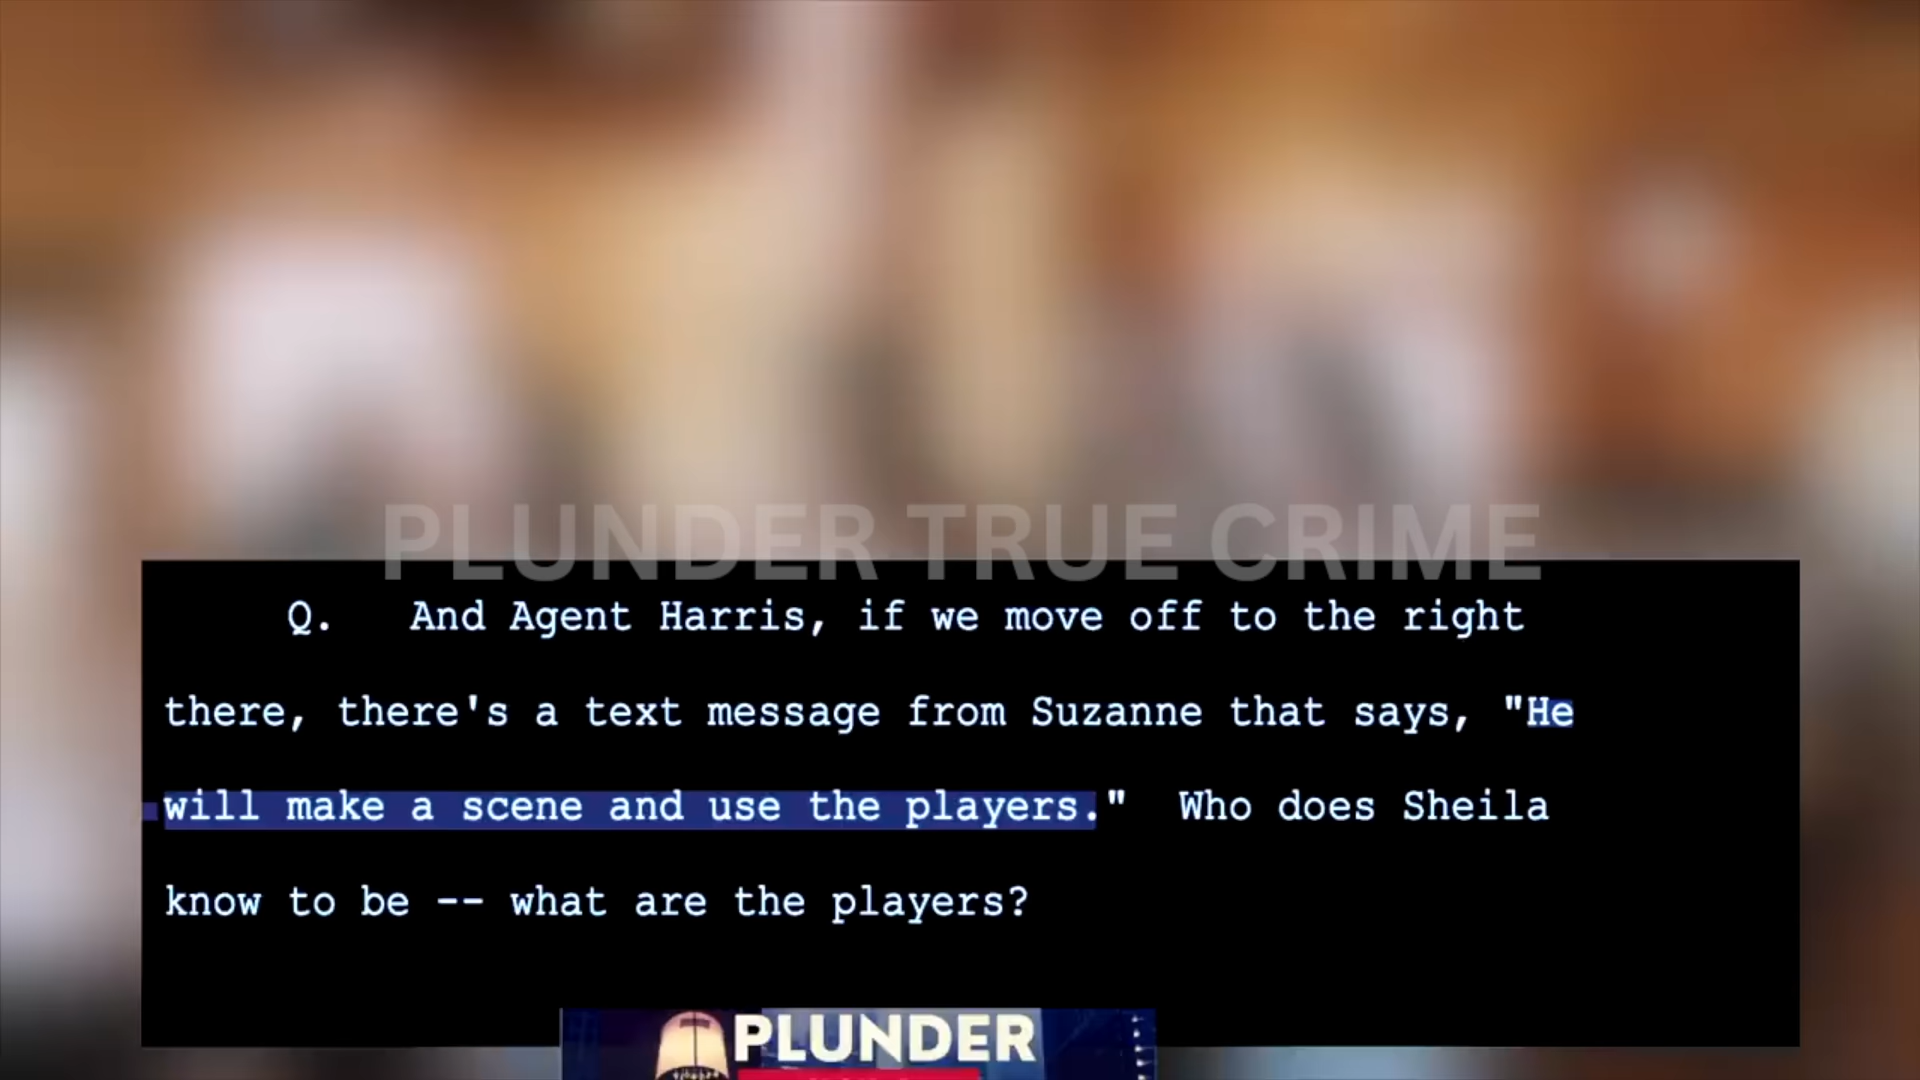 PLUNDER TRUE CRIME
Q. And Agent Harris, if we move off to the right
there, there's a text message from Suzanne that says, "He
will make a scene and use the players." Who does Sheila
know to be -- what are the players?
PLUNDER